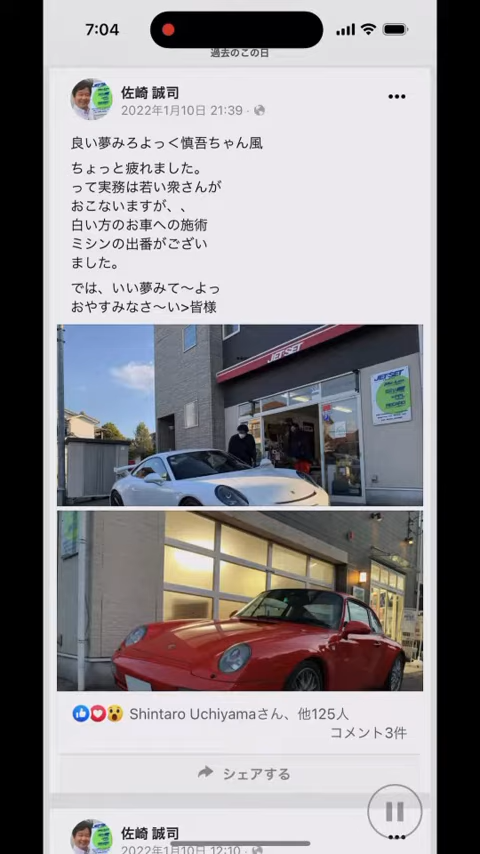 7:04
過去のこの日
佐崎 誠司
2022年1月10日 21:39
良い夢みろよっく慎吾ちゃん風
ちょっと疲れました。
って実務は若い衆さんが
おこないますが、、
白い方のお車への施術
ミシンの出番がござい
ました。
では、いい夢みて〜よっ
おやすみなさ〜い>皆様
JETSET
JETSET
Shintaro Uchiyamaさん、他125人
コメント3件
シェアする
佐崎 誠司
2022年1月10日 12:10